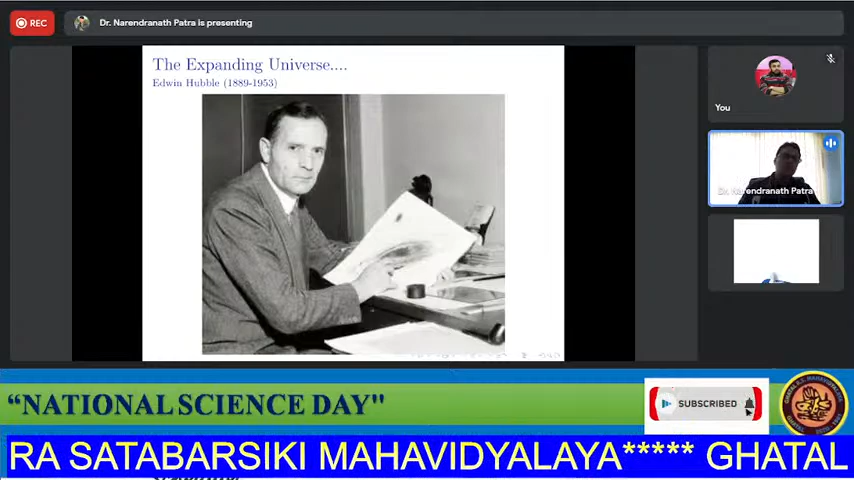 REC
Dr. Narendranath Patra is presenting
The Expanding Universe....
Edwin Hubble (1889-1953)
You
Dr. Narendranath Patra
"NATIONAL SCIENCE DAY"
SUBSCRIBED
RA SATABARSIKI MAHAVIDYALAYA***** GHATAL